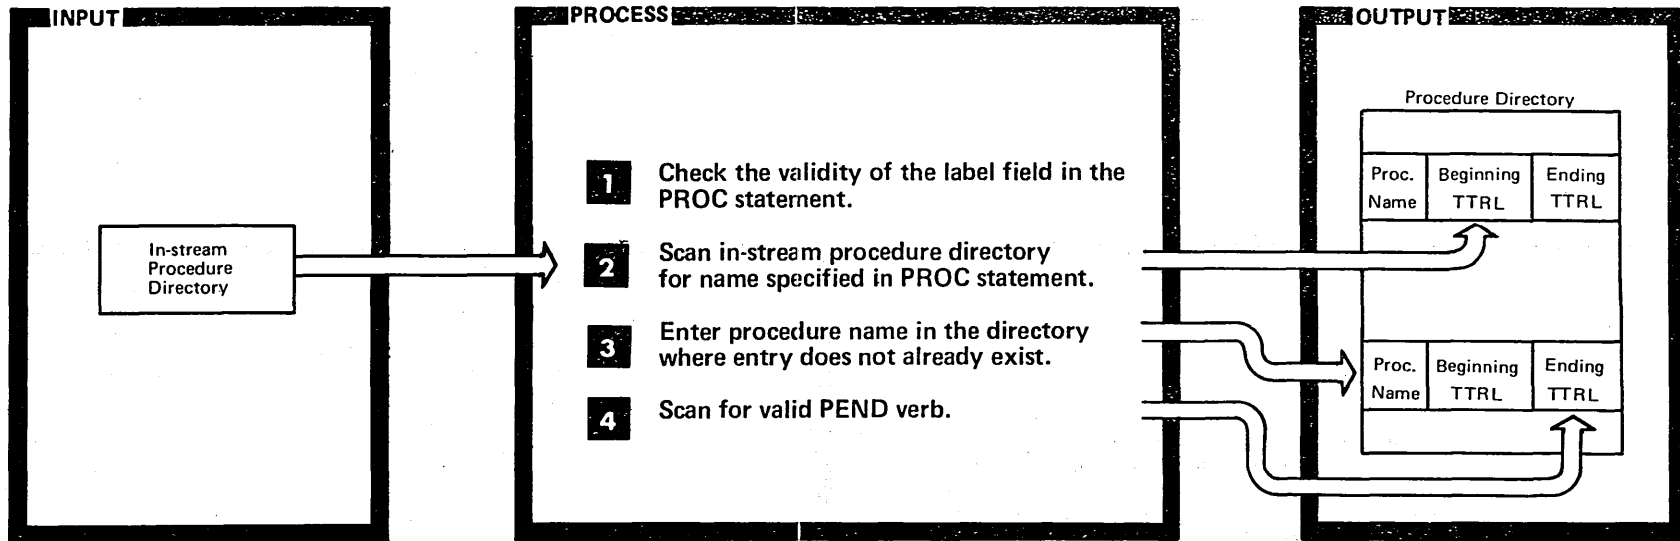 INPUT
In-stream
Procedure
Directory
PROCESS
1 Check the validity of the label field in the
PROC statement.
2 Scan in-stream procedure directory
for name specified in PROC statement.
3 Enter procedure name in the directory
where entry does not already exist.
4 Scan for valid PEND verb.
OUTPUT
Procedure Directory
Proc. Beginning Ending
Name TTRL TTRL
Proc. Beginning Ending
Name TTRL TTRL